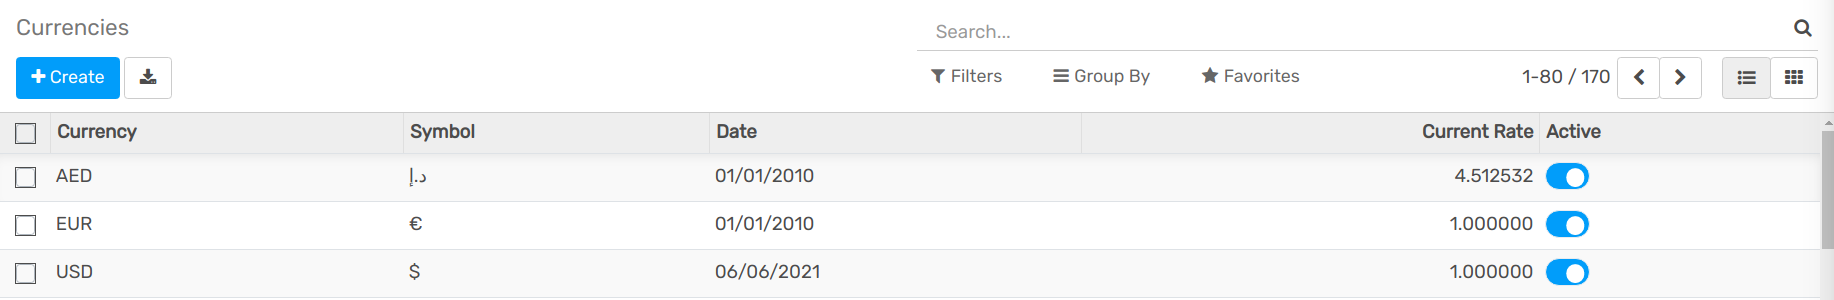 Currencies
Search...
Create
Filters
Group By
Favorites
1-80 / 170
Currency Symbol Date Current Rate Active
AED د.إ 01/01/2010 4.512532
EUR € 01/01/2010 1.000000
USD $ 06/06/2021 1.000000